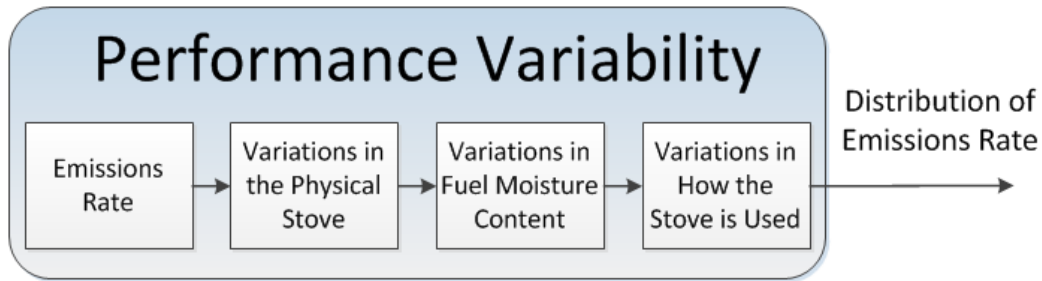 Performance Variability
Emissions
Rate
Variations in
the Physical
Stove
Variations in
Fuel Moisture
Content
Variations in
How the
Stove is Used
Distribution of
Emissions Rate